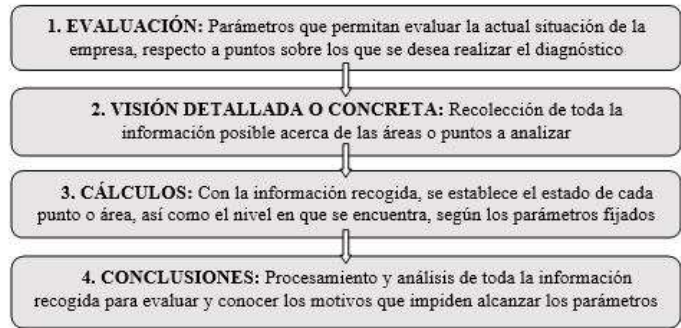 1. EVALUACIÓN: Parámetros que permitan evaluar la actual situación de la
empresa, respecto a puntos sobre los que se desea realizar el diagnóstico
2. VISIÓN DETALLADA O CONCRETA: Recolección de toda la
información posible acerca de las áreas o puntos a analizar
3. CÁLCULOS: Con la información recogida, se establece el estado de cada
punto o área, así como el nivel en que se encuentra, según los parámetros fijados
4. CONCLUSIONES: Procesamiento y análisis de toda la información
recogida para evaluar y conocer los motivos que impiden alcanzar los parámetros